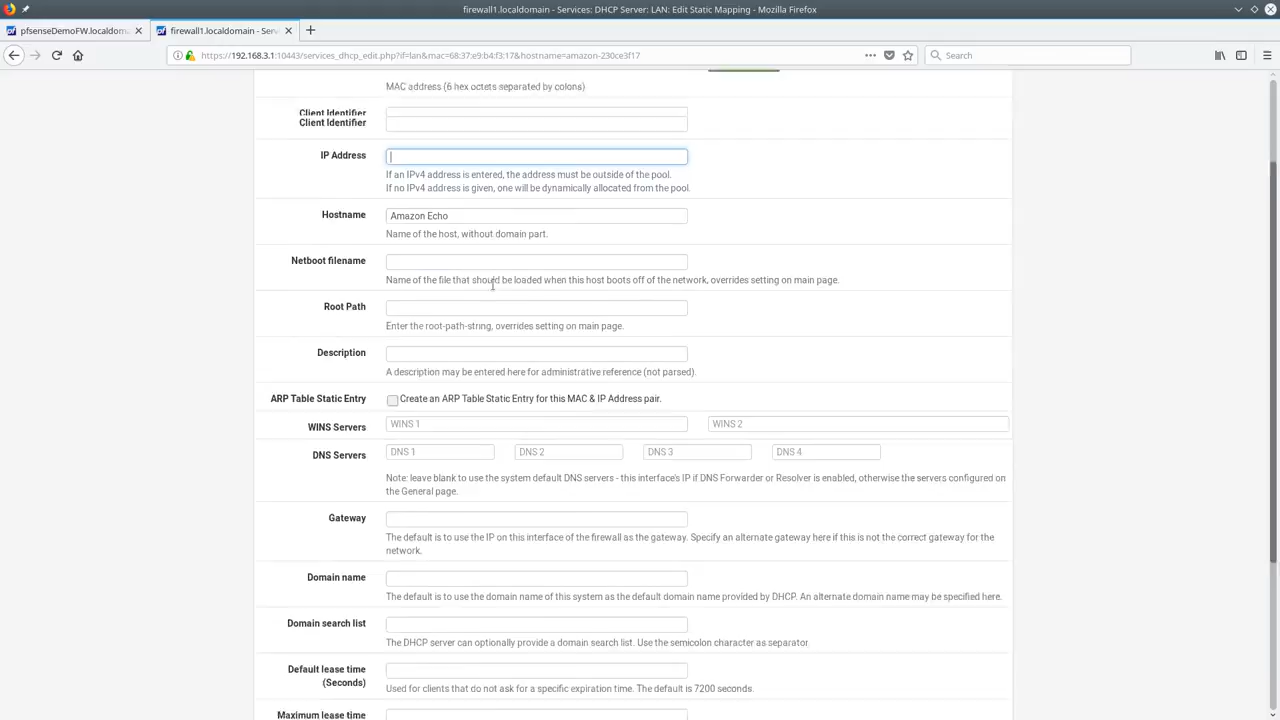 firewall1.localdomain - Services: DHCP Server: LAN: Edit Static Mapping - Mozilla Firefox
pfsenseDemoFW.localdom
firewall1.localdomain - Serv
https://192.168.3.1:10443/services_dhcp_edit.php?if=lan&mac=68:37:e9:b4:f3:17&hostname=amazon-230ce3f17
Search
MAC address (6 hex octets separated by colons)
Client Identifier
Client Identifier
IP Address
If an IPv4 address is entered, the address must be outside of the pool.
If no IPv4 address is given, one will be dynamically allocated from the pool.
Hostname
Amazon Echo
Name of the host, without domain part.
Netboot filename
Name of the file that should be loaded when this host boots off of the network, overrides setting on main page.
Root Path
Enter the root-path-string, overrides setting on main page.
Description
A description may be entered here for administrative reference (not parsed).
ARP Table Static Entry
Create an ARP Table Static Entry for this MAC & IP Address pair.
WINS Servers
WINS 1
WINS 2
DNS Servers
DNS 1
DNS 2
DNS 3
DNS 4
Note: leave blank to use the system default DNS servers - this interface's IP if DNS Forwarder or Resolver is enabled, otherwise the servers configured on
the General page.
Gateway
The default is to use the IP on this interface of the firewall as the gateway. Specify an alternate gateway here if this is not the correct gateway for the
network.
Domain name
The default is to use the domain name of this system as the default domain name provided by DHCP. An alternate domain name may be specified here.
Domain search list
The DHCP server can optionally provide a domain search list. Use the semicolon character as separator.
Default lease time
(Seconds)
Used for clients that do not ask for a specific expiration time. The default is 7200 seconds.
Maximum lease time